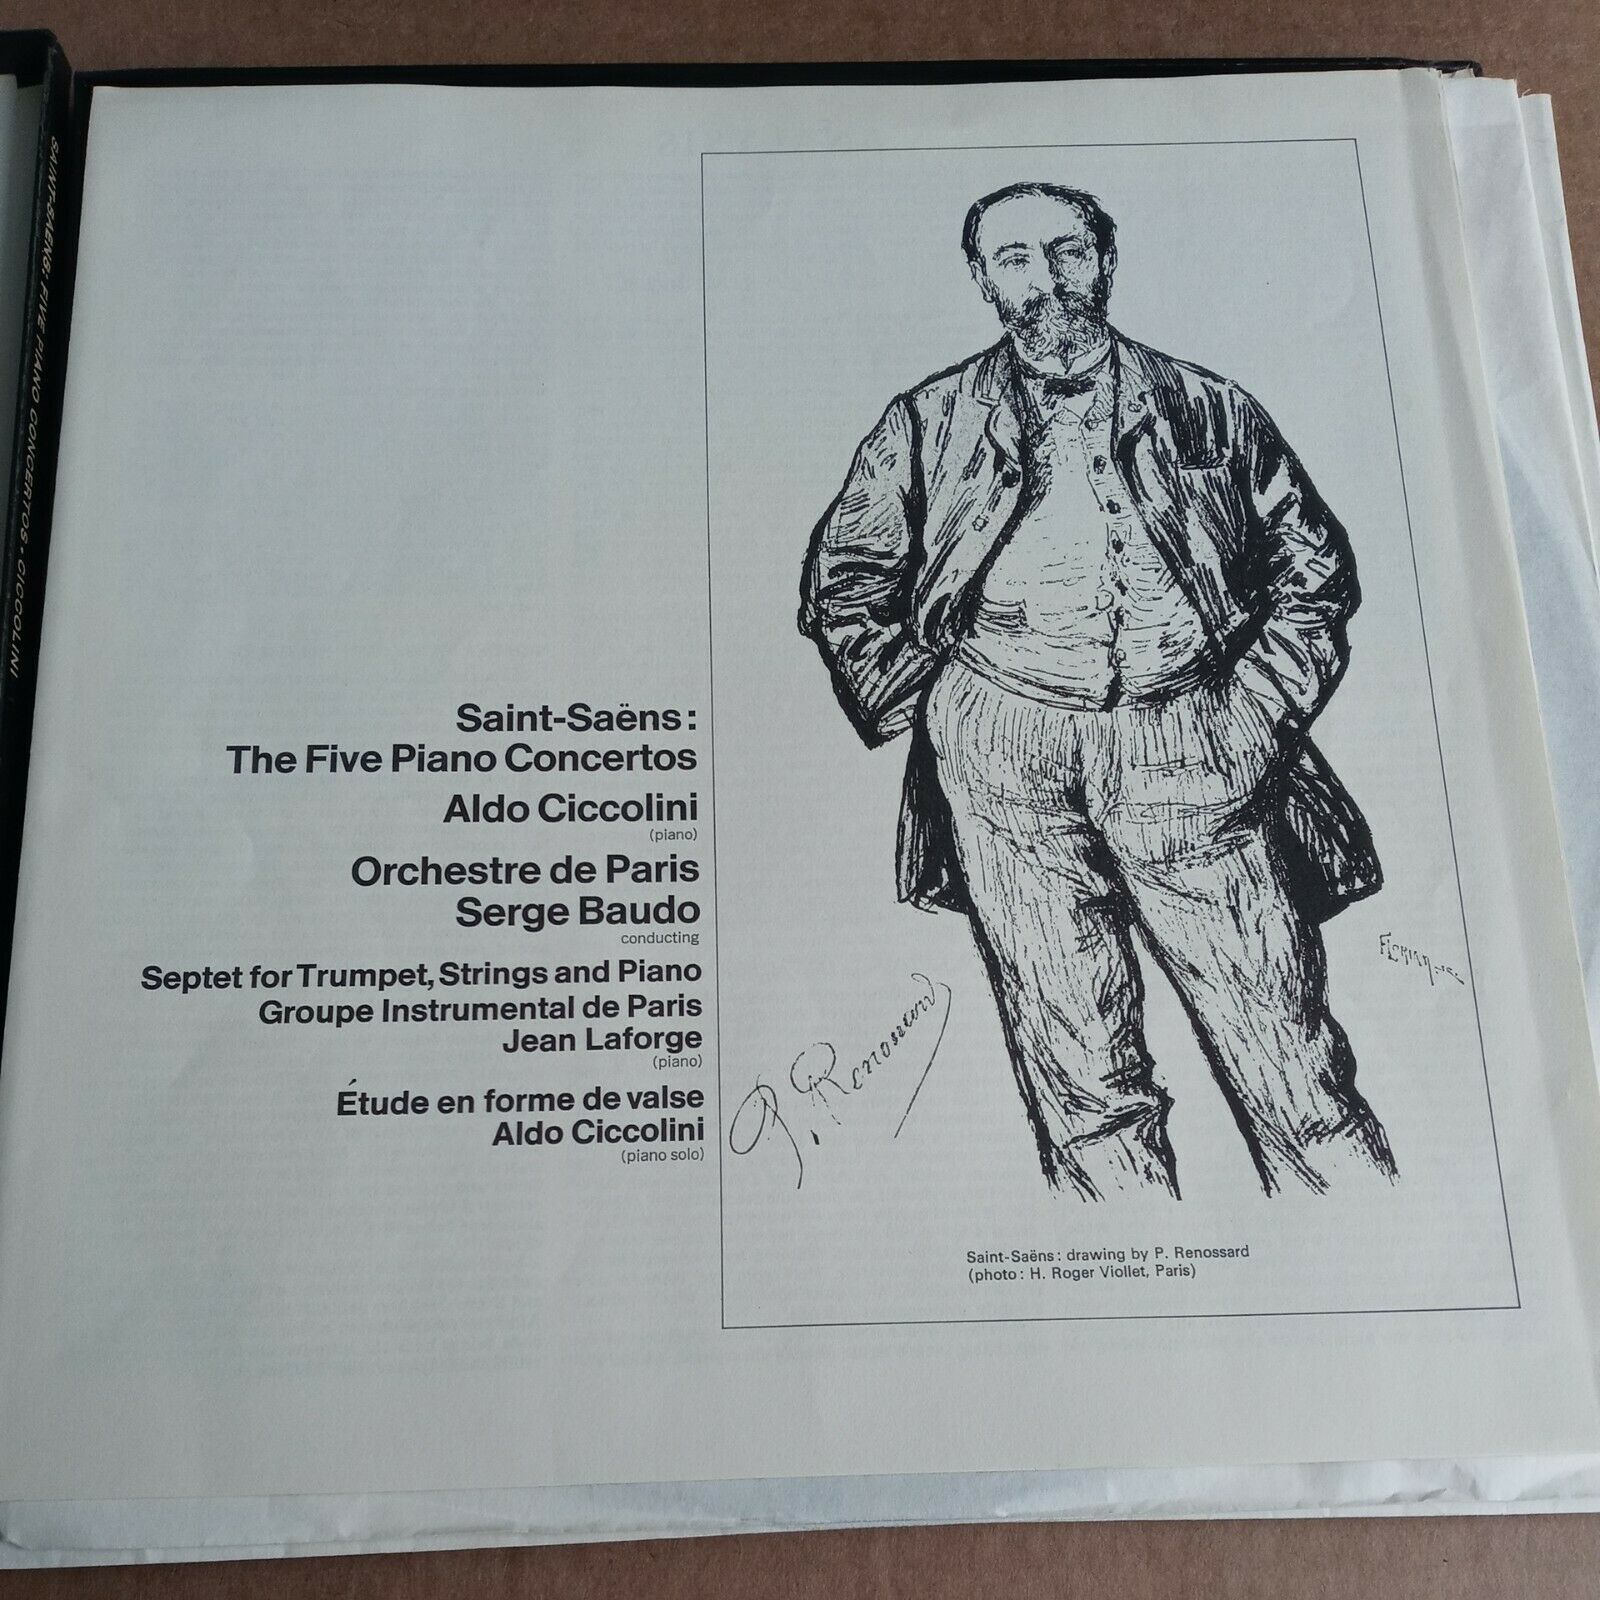 SAINT-SAENS: FIVE PIANO CONCERTOS • CICCOLINI
Saint-Saëns:
The Five Piano Concertos
Aldo Ciccolini
(piano)
Orchestre de Paris
Serge Baudo
conducting
Septet for Trumpet, Strings and Piano
Groupe Instrumental de Paris
Jean Laforge
(piano)
Étude en forme de valse
Aldo Ciccolini
(piano solo)
P. Renossard
FLORIAN
Saint-Saëns: drawing by P. Renossard
(photo: H. Roger Viollet, Paris)